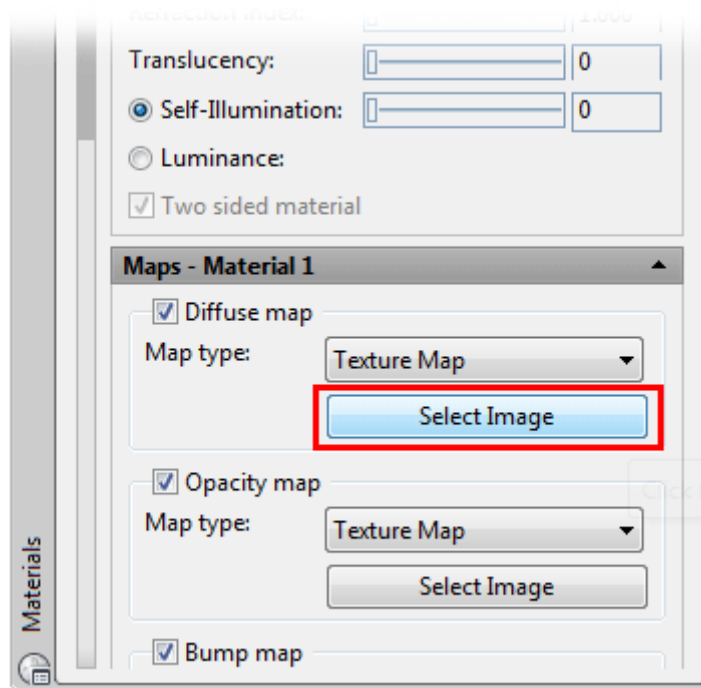 Translucency: 0
Self-Illumination: 0
Luminance:
Two sided material
Maps - Material 1
Diffuse map
Map type: Texture Map
Select Image
Opacity map
Map type: Texture Map
Select Image
Bump map
Materials